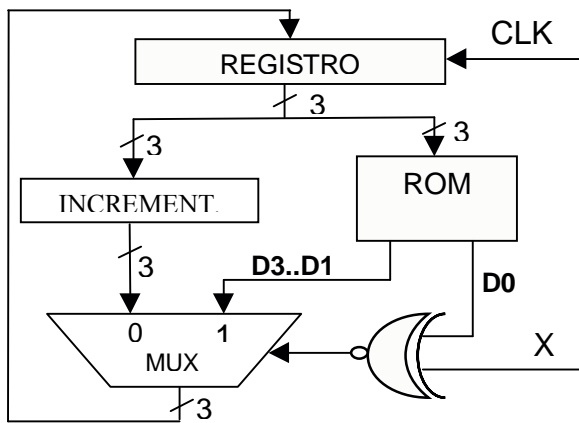 CLK
REGISTRO
3
3
3
ROM
INCREMENT.
3
D3..D1
D0
0 1
MUX
X
3